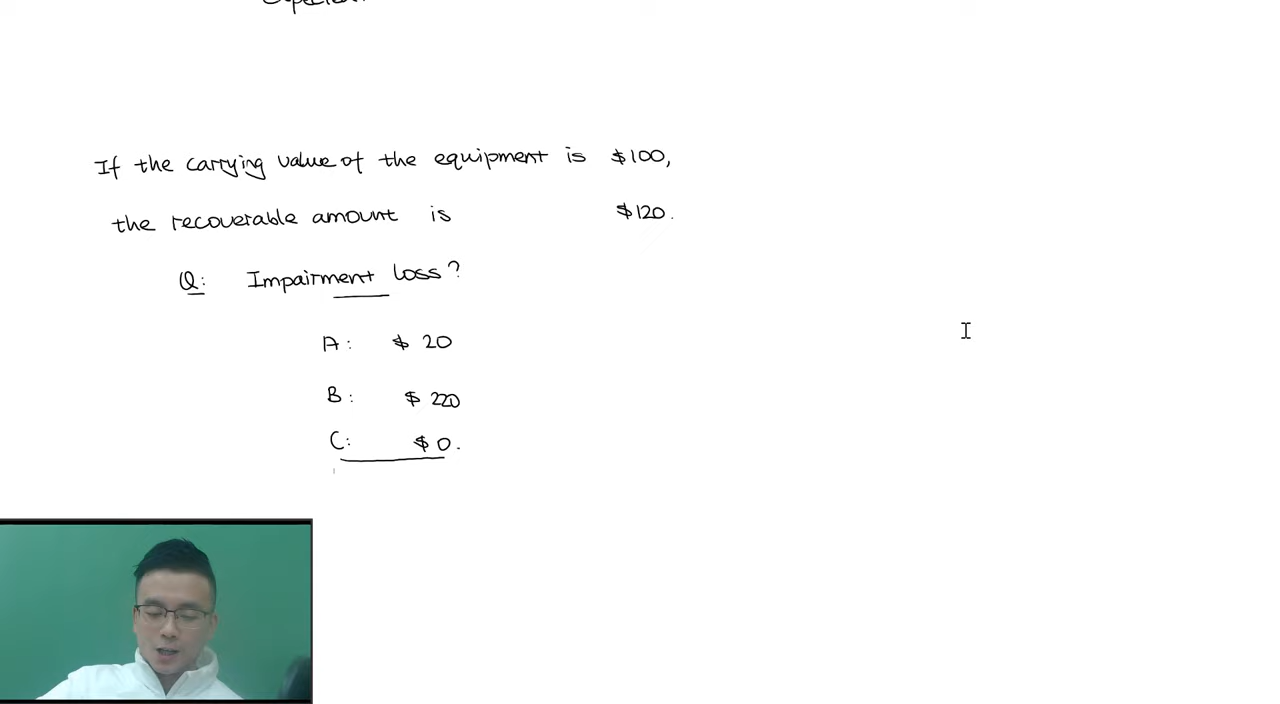 If the carrying value of the equipment is $100,
the recoverable amount is $120.
Q: Impairment loss?
A: $ 20
B: $ 220
C: $ 0.